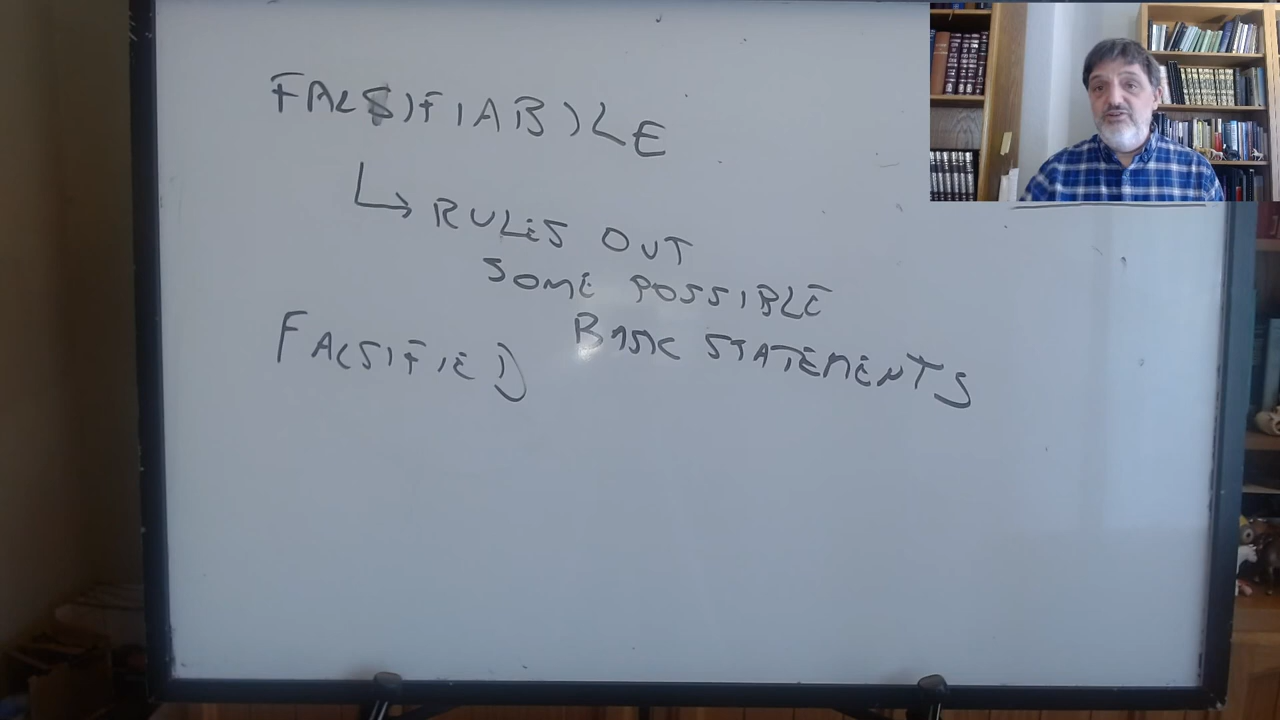 FALSIFIABLE
RULES OUT
SOME POSSIBLE
BASIC STATEMENTS
FALSIFIED